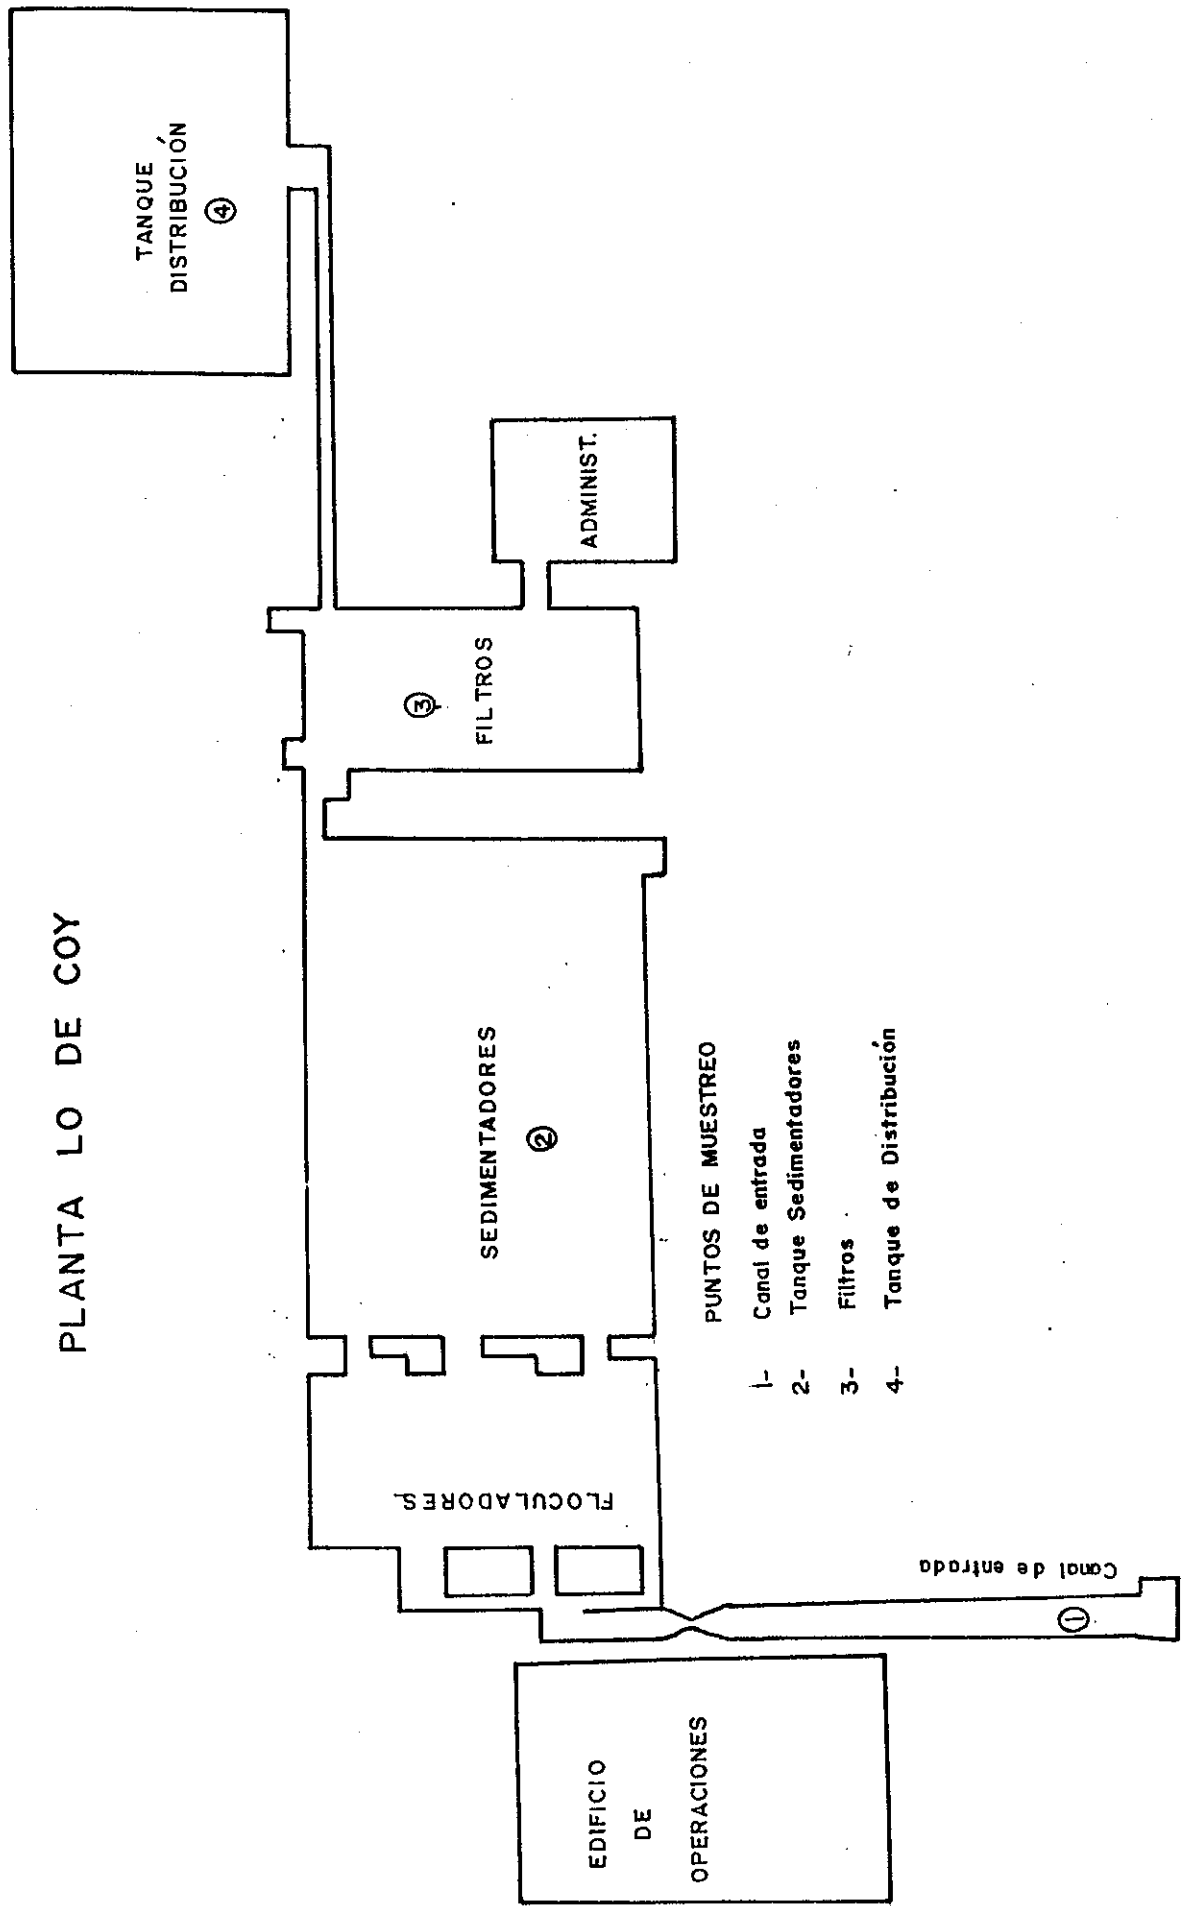 PLANTA LO DE COY
TANQUE
DISTRIBUCIÓN
4
ADMINIST.
3
FILTROS
SEDIMENTADORES
2
FLOCULADORES
Canal de entrada
1
EDIFICIO
DE
OPERACIONES
PUNTOS DE MUESTREO
1- Canal de entrada
2- Tanque Sedimentadores
3- Filtros
4- Tanque de Distribución